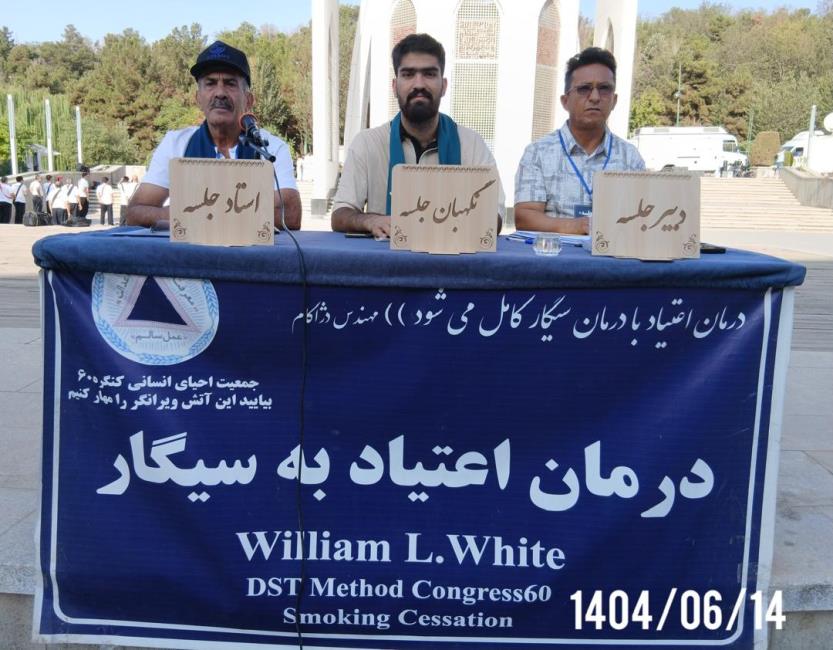 استاد جلسه
نگهبان جلسه
دبیر جلسه
درمان اعتیاد با درمان سیگار کامل می شود )) مهندس دژاکام
عمل سالم
جمعیت احیای انسانی کنگره ۶۰
بیایید این آتش ویرانگر را مهار کنیم
درمان اعتیاد به سیگار
William L.White
DST Method Congress60
Smoking Cessation
1404/06/14